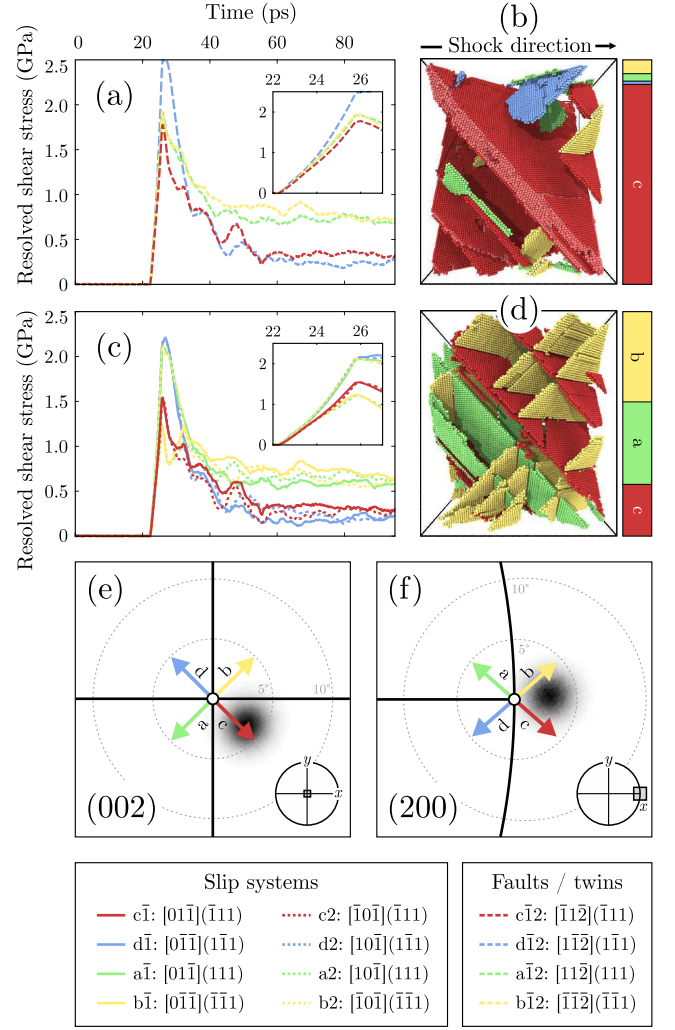 Time (ps)
0 20 40 60 80
(b)
Shock direction
Resolved shear stress (GPa)
2.5
2.0
1.5
1.0
0.5
0
(a)
22 24 26
2
1
0
c
Resolved shear stress (GPa)
2.5
2.0
1.5
1.0
0.5
0
(c)
22 24 26
2
1
0
(d)
b
a
c
(e)
d b
a c
5° 10°
(002)
y
x
(f)
10°
5°
a b
d c
(200)
y
x
Slip systems
c1̄: [011̄](1̄11) c2: [1̄01̄](1̄11)
d1̄: [01̄1̄](11̄1) d2: [101̄](11̄1)
a1̄: [011̄](111) a2: [101̄](111)
b1̄: [01̄1̄](1̄1̄1) b2: [1̄01̄](1̄1̄1)
Faults / twins
c1̄2: [1̄12̄](1̄11)
d1̄2: [11̄2̄](11̄1)
a1̄2: [112̄](111)
b1̄2: [1̄1̄2̄](1̄1̄1)